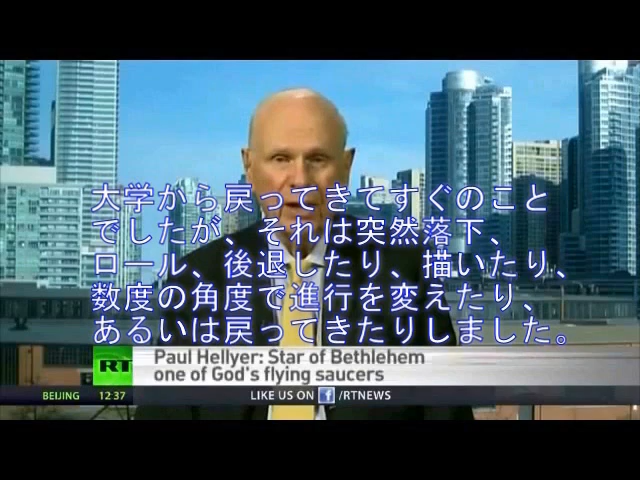 大学から戻ってきてすぐのこと
でしたが、それは突然落下、
ロール、後退したり、描いたり、
数度の角度で進行を変えたり、
あるいは戻ってきたりしました。
RT
Paul Hellyer: Star of Bethlehem
one of God's flying saucers
BEIJING 12:37 LIKE US ON f /RTNEWS